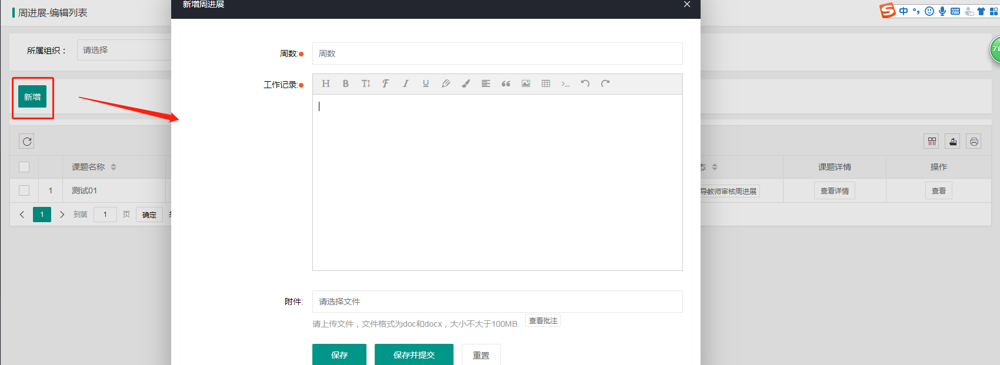 周进展-编辑列表
新增周进展
中
所属组织：
请选择
周数:
周数
71
工作记录:
新增
课题名称
态
课题详情
操作
1
测试01
导教师审核周进展
查看详情
查看
1
到第
1
页
确定
附件:
请选择文件
请上传文件，文件格式为doc和docx，大小不大于100MB.
查看批注
保存
保存并提交
重置